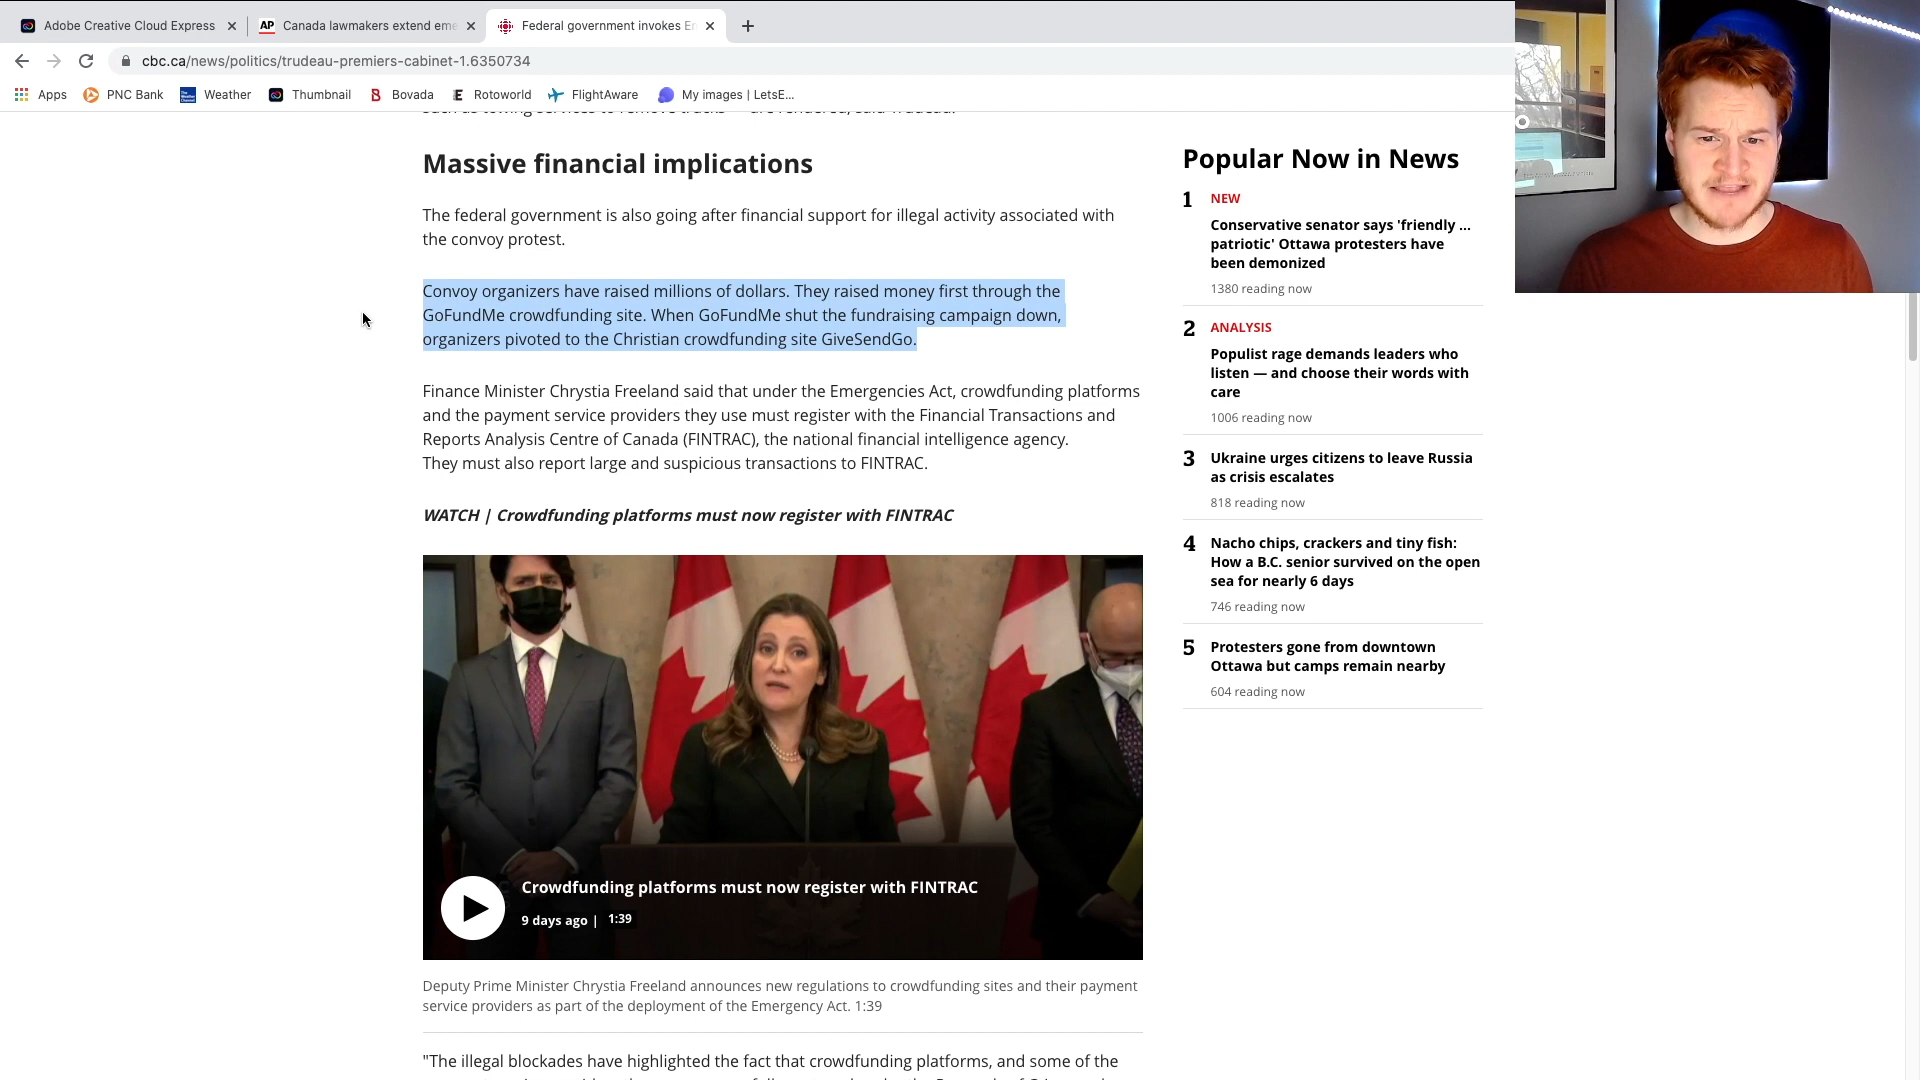 Adobe Creative Cloud Express
AP
Canada lawmakers extend eme
Federal government invokes En
cbc.ca/news/politics/trudeau-premiers-cabinet-1.6350734
Apps
PNC Bank
Weather
Thumbnail
Bovada
Rotoworld
FlightAware
My images | LetsE...
Massive financial implications
The federal government is also going after financial support for illegal activity associated with
the convoy protest.
Convoy organizers have raised millions of dollars. They raised money first through the
GoFundMe crowdfunding site. When GoFundMe shut the fundraising campaign down,
organizers pivoted to the Christian crowdfunding site GiveSendGo.
Finance Minister Chrystia Freeland said that under the Emergencies Act, crowdfunding platforms
and the payment service providers they use must register with the Financial Transactions and
Reports Analysis Centre of Canada (FINTRAC), the national financial intelligence agency.
They must also report large and suspicious transactions to FINTRAC.
WATCH | Crowdfunding platforms must now register with FINTRAC
Crowdfunding platforms must now register with FINTRAC
9 days ago | 1:39
Deputy Prime Minister Chrystia Freeland announces new regulations to crowdfunding sites and their payment
service providers as part of the deployment of the Emergency Act. 1:39
"The illegal blockades have highlighted the fact that crowdfunding platforms, and some of the
Popular Now in News
1
NEW
Conservative senator says 'friendly ...
patriotic' Ottawa protesters have
been demonized
1380 reading now
2
ANALYSIS
Populist rage demands leaders who
listen — and choose their words with
care
1006 reading now
3
Ukraine urges citizens to leave Russia
as crisis escalates
818 reading now
4
Nacho chips, crackers and tiny fish:
How a B.C. senior survived on the open
sea for nearly 6 days
746 reading now
5
Protesters gone from downtown
Ottawa but camps remain nearby
604 reading now